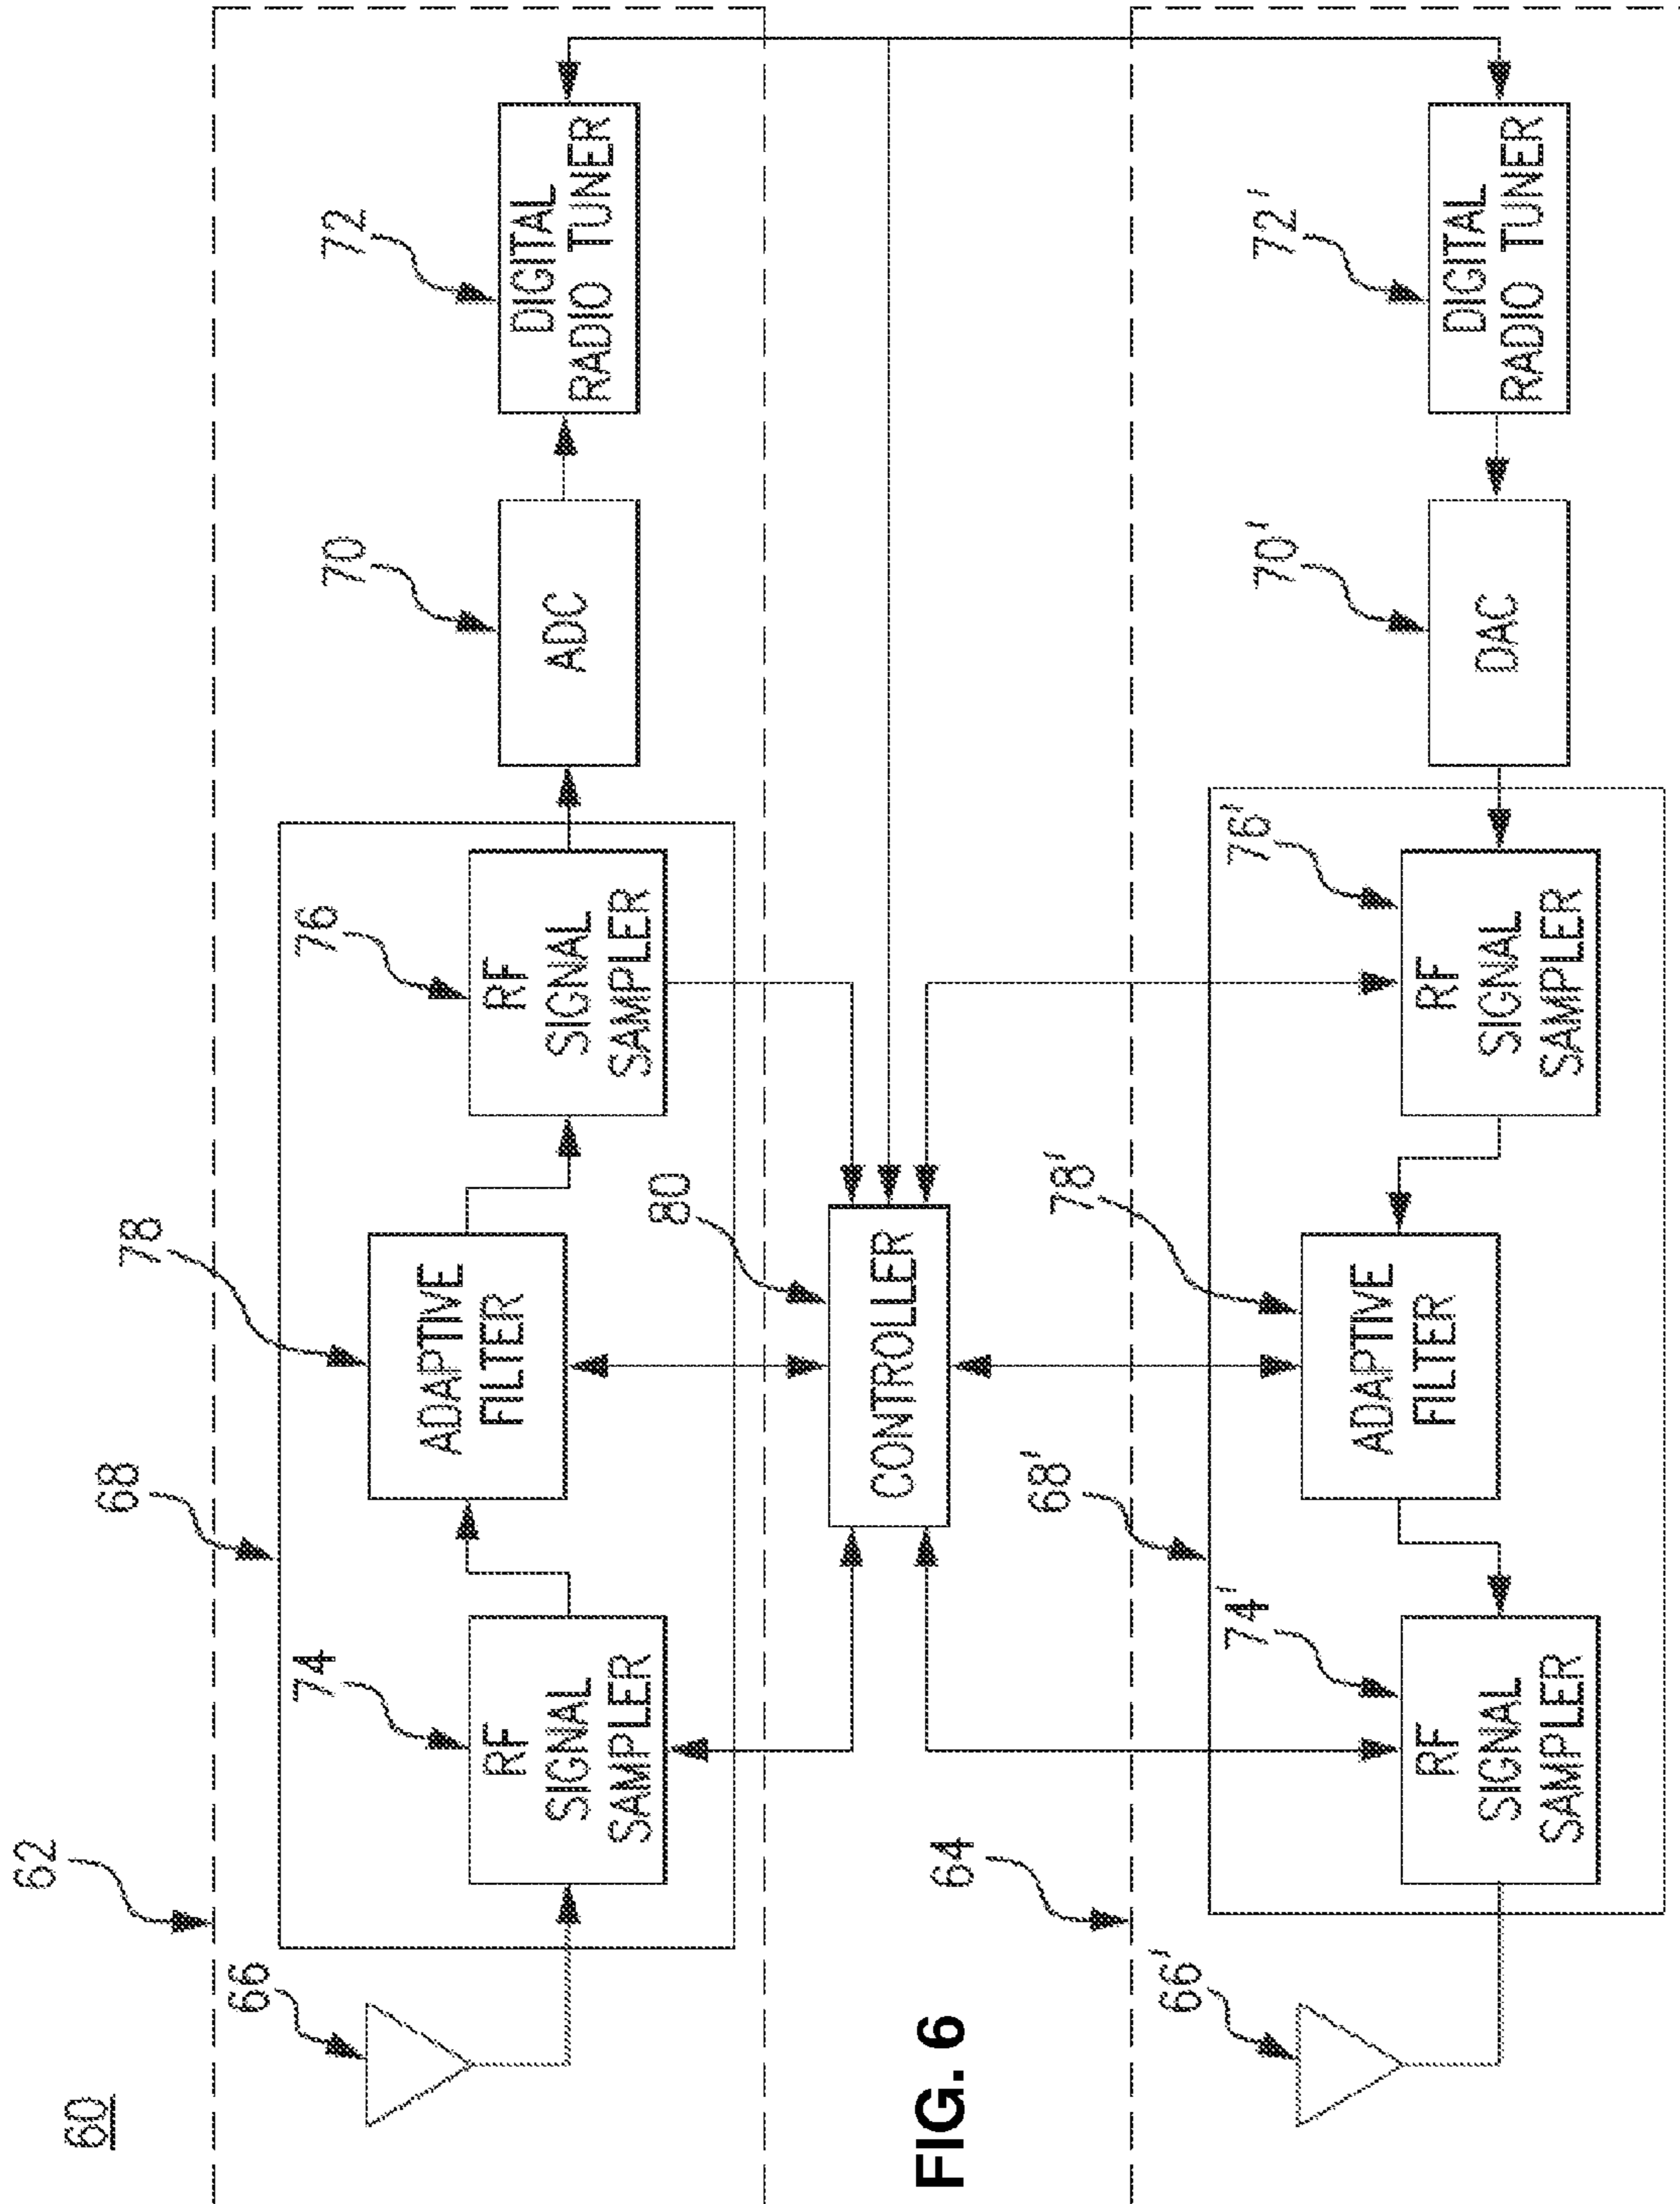 60
62
68
78
66
74
76
70
72
RF
SIGNAL
SAMPLER
ADAPTIVE
FILTER
RF
SIGNAL
SAMPLER
ADC
DIGITAL
RADIO TUNER
80
CONTROLLER
FIG. 6
64
68'
78'
66'
74'
76'
70'
72'
RF
SIGNAL
SAMPLER
ADAPTIVE
FILTER
RF
SIGNAL
SAMPLER
DAC
DIGITAL
RADIO TUNER